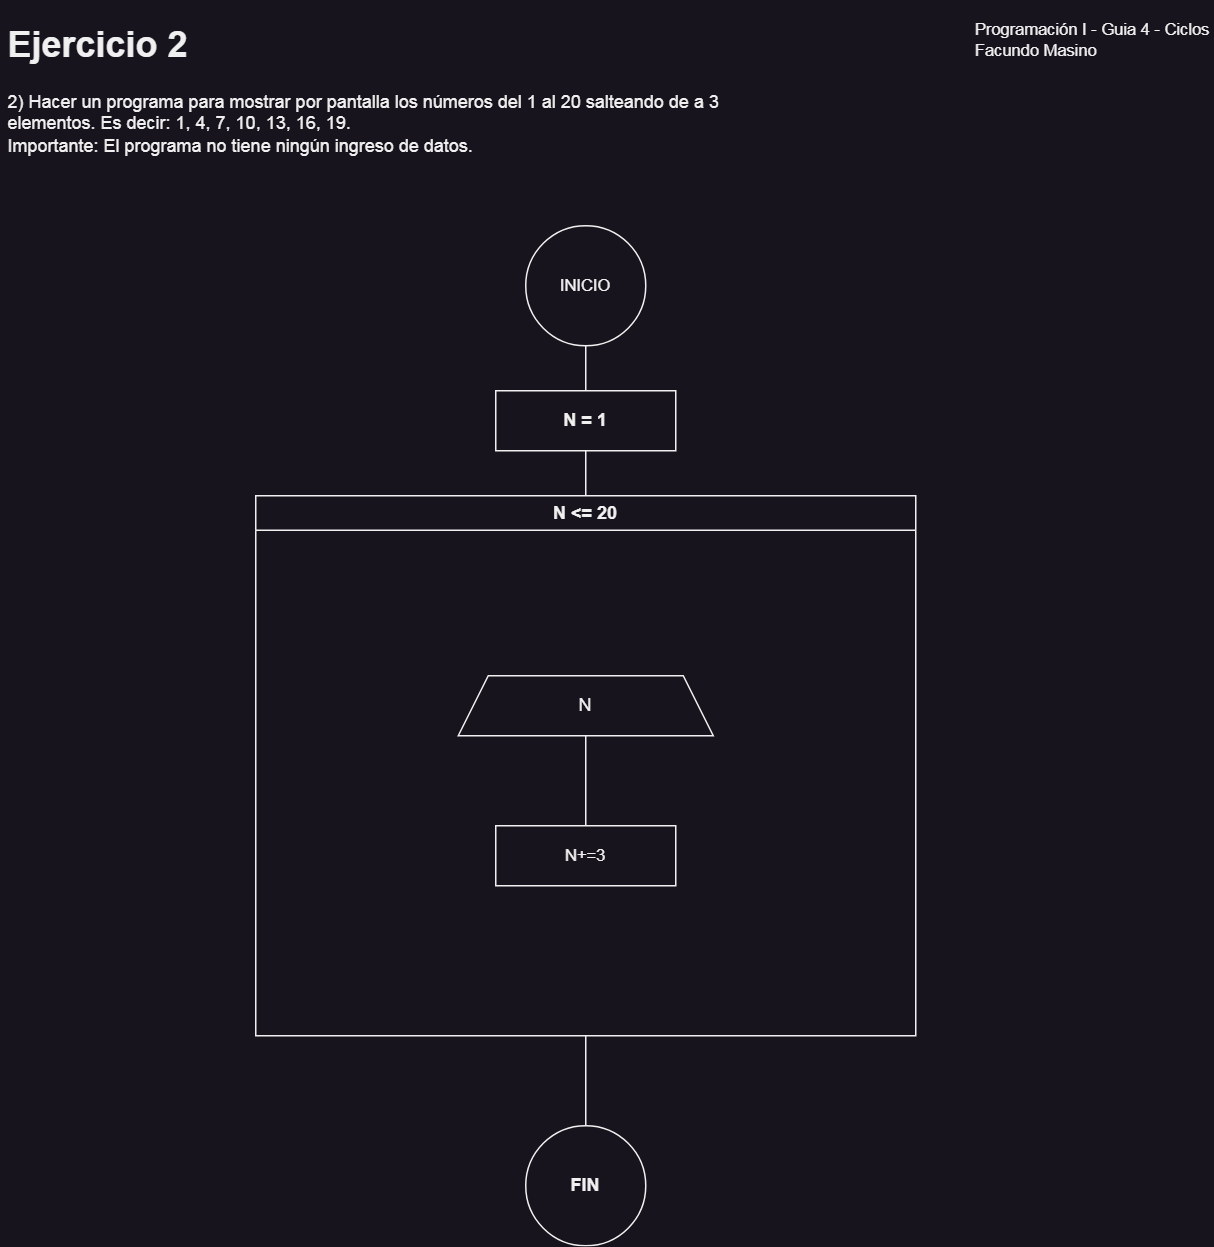 Ejercicio 2
Programación I - Guia 4 - Ciclos
Facundo Masino
2) Hacer un programa para mostrar por pantalla los números del 1 al 20 salteando de a 3
elementos. Es decir: 1, 4, 7, 10, 13, 16, 19.
Importante: El programa no tiene ningún ingreso de datos.
INICIO
N = 1
N <= 20
N
N+=3
FIN